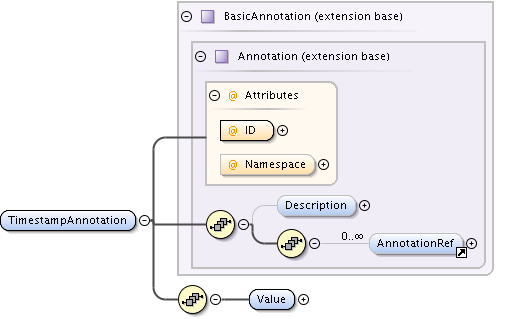 BasicAnnotation (extension base)
Annotation (extension base)
@ Attributes
@ ID
@ Namespace
TimestampAnnotation
Description
0..∞
AnnotationRef
Value